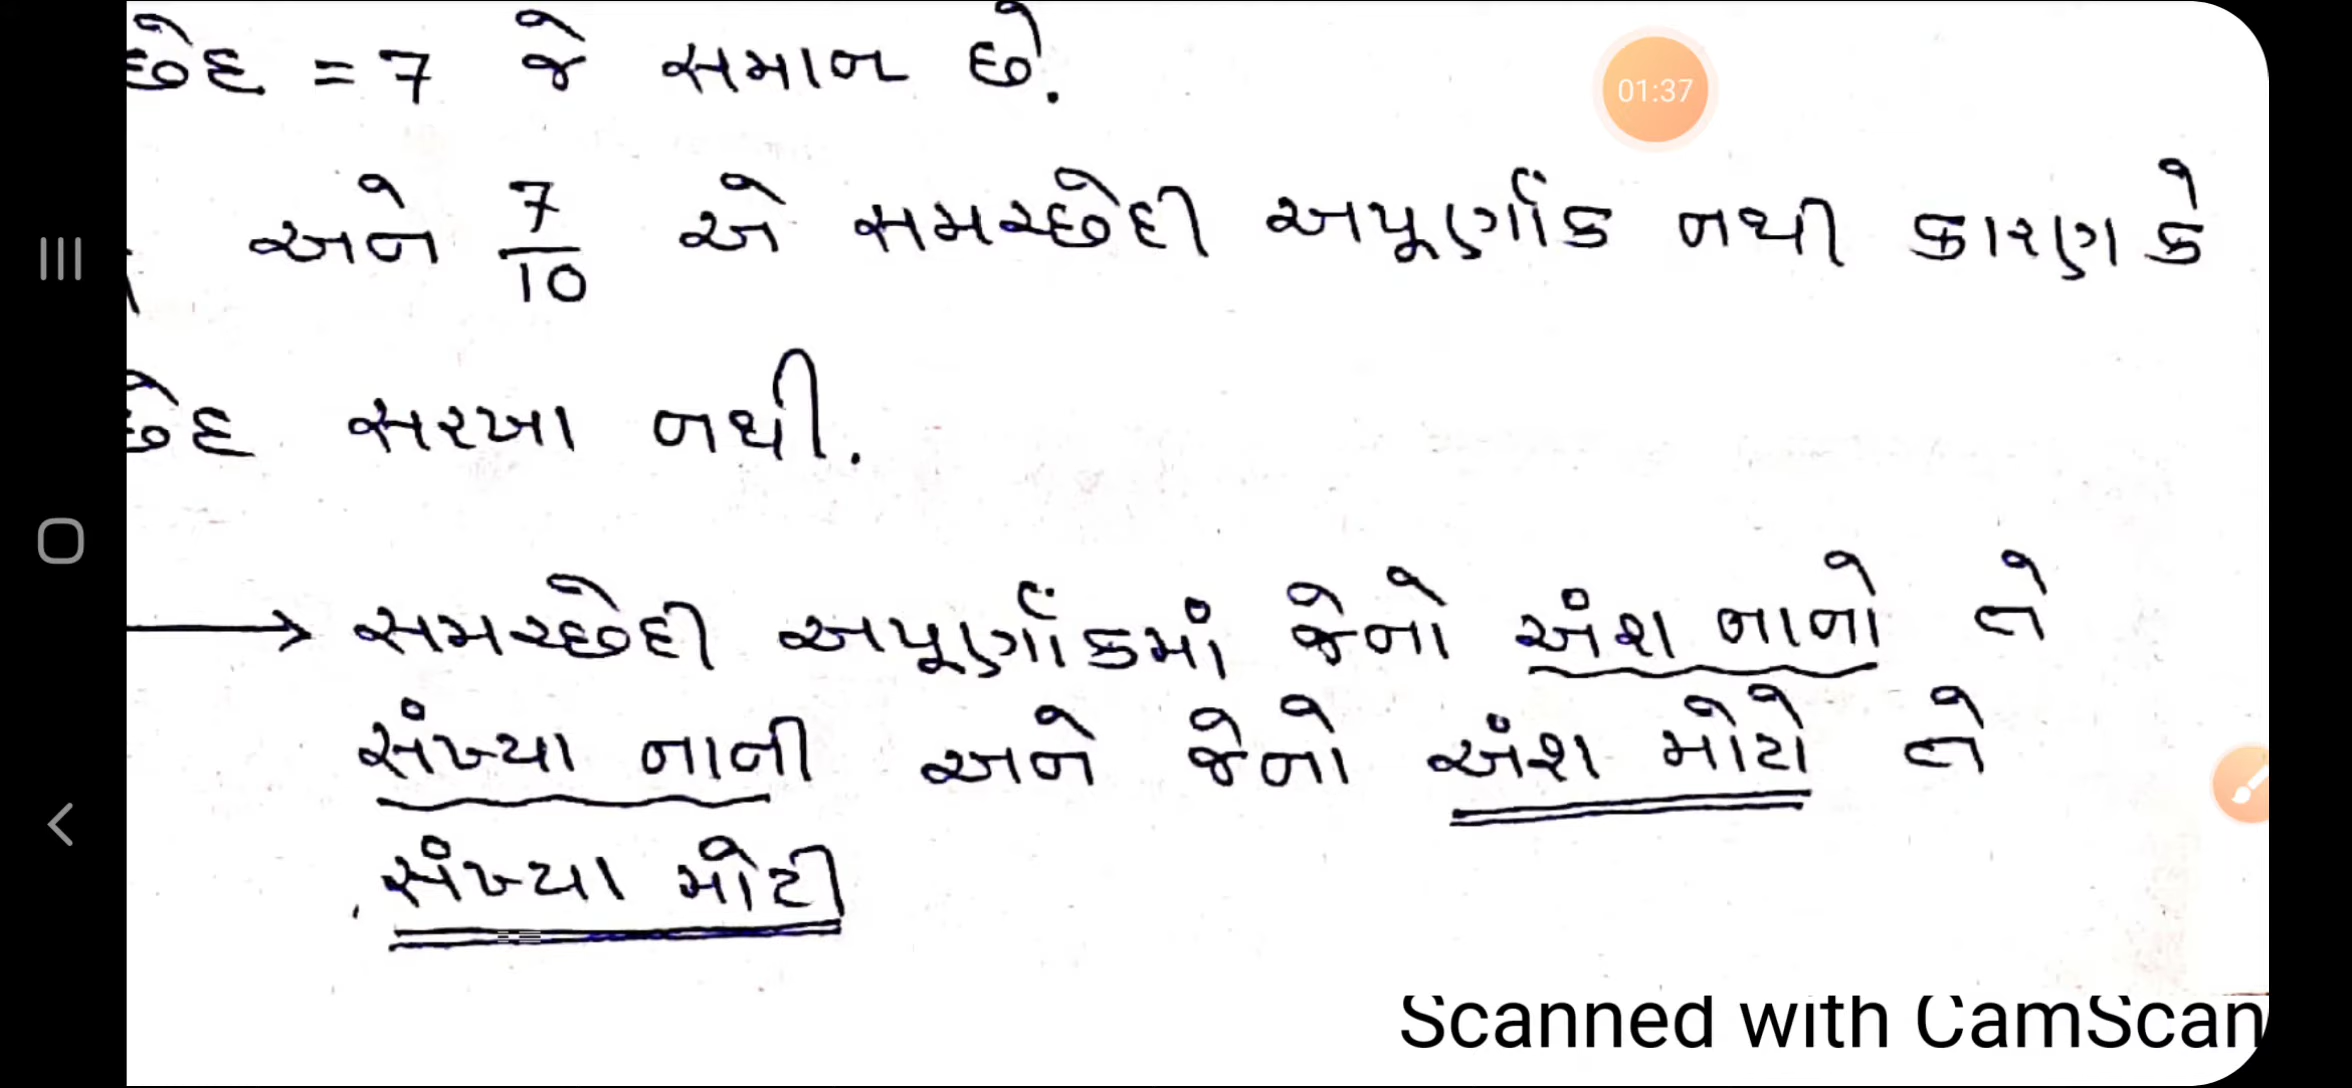 છેદ = 7 જે સમાન છે.
01:37
અને 7/10 એ સમચ્છેદી અપૂર્ણાંક નથી કારણ કે
છેદ સરખા નથી.
→ સમચ્છેદી અપૂર્ણાંકમાં જેનો અંશ નાનો તે
સંખ્યા નાની અને જેનો અંશ મોટો તે
સંખ્યા મોટી
Scanned with CamScan